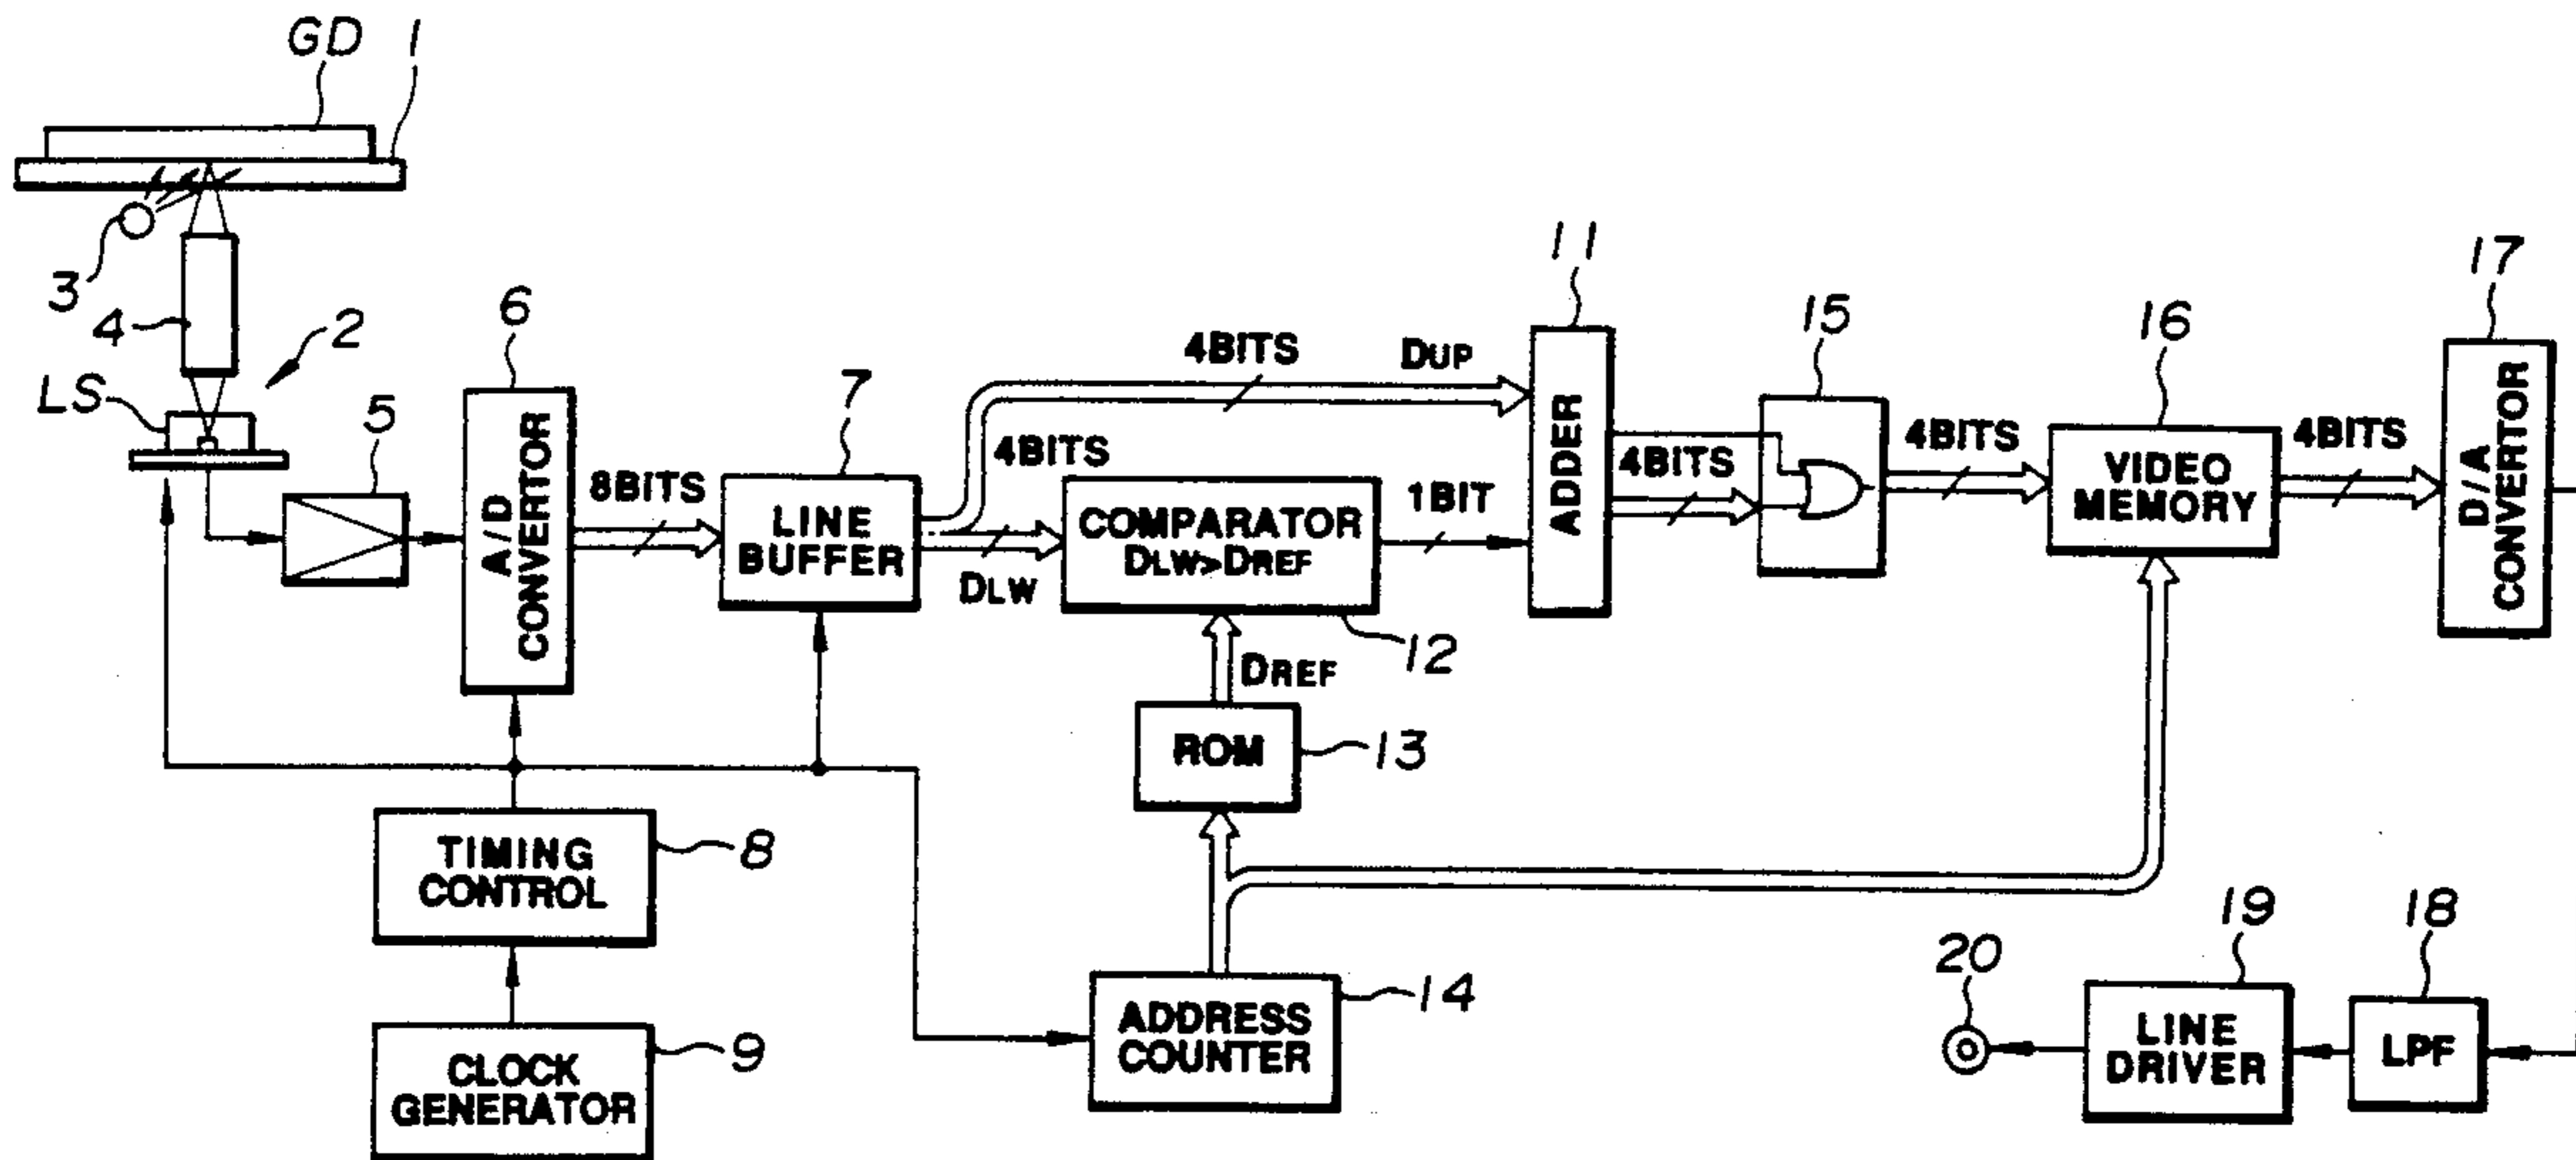 GD
1
3
4
2
LS
5
6
A/D CONVERTOR
8BITS
7
LINE
BUFFER
4BITS
DUP
4BITS
DLW
COMPARATOR
DLW>DREF
12
1BIT
DREF
ROM
13
11
ADDER
4BITS
15
4BITS
16
VIDEO
MEMORY
4BITS
17
D/A CONVERTOR
TIMING
CONTROL
8
CLOCK
GENERATOR
9
ADDRESS
COUNTER
14
20
19
LINE
DRIVER
18
LPF